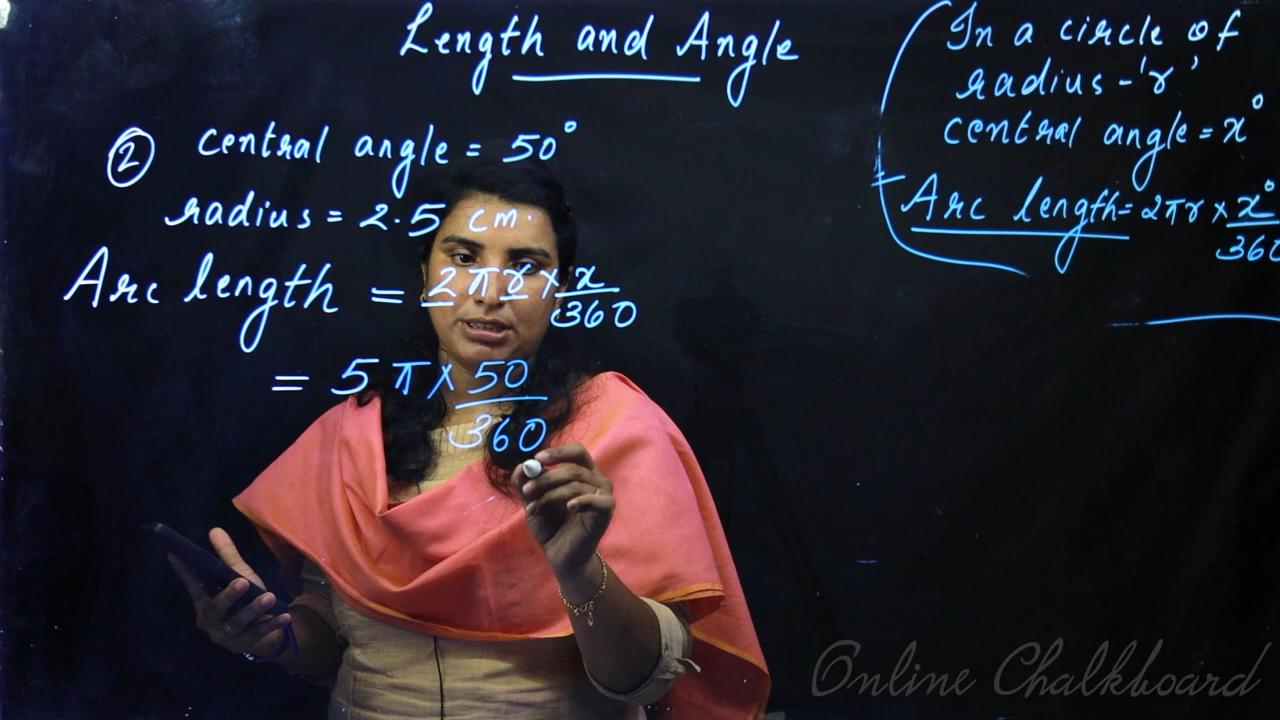 Length and Angle
② central angle = 50°
radius = 2.5 cm.
Arc length = 2πr × x/360
= 5π × 50/360
In a circle of
radius - 'r'
central angle = x°
Arc length = 2πr × x°/360
Online Chalkboard